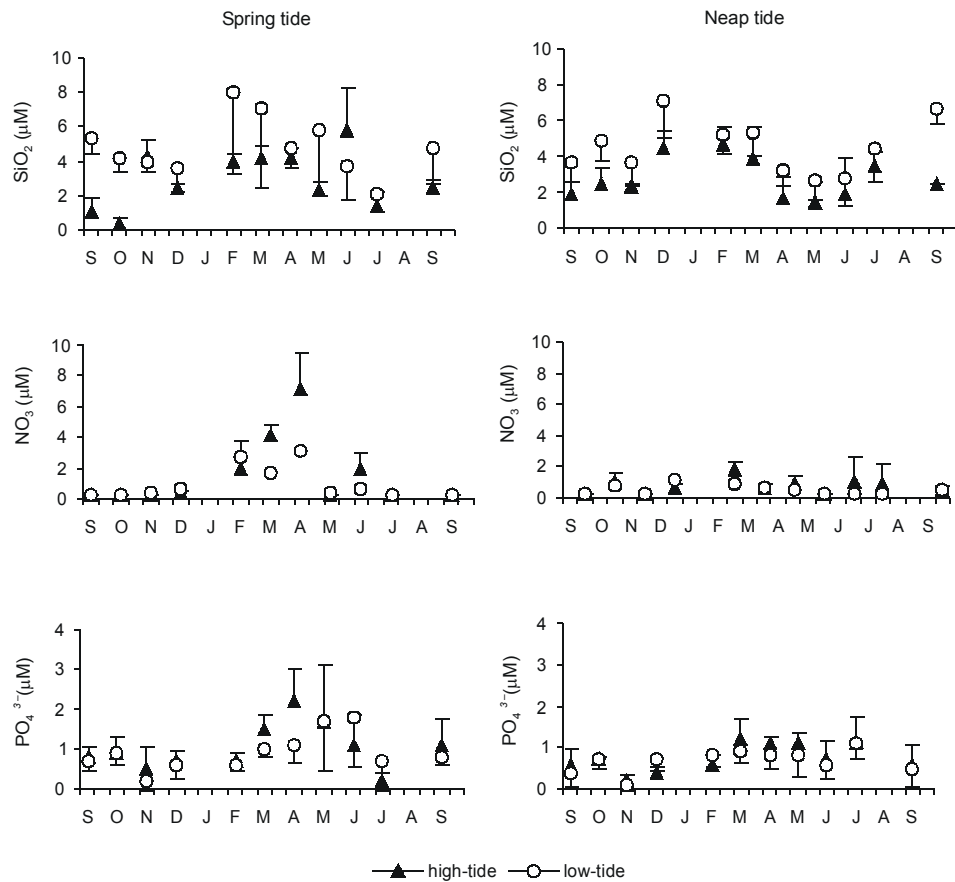 Spring tide
Neap tide
SiO₂ (µM)
10
8
6
4
2
0
S O N D J F M A M J J A S
SiO₂ (µM)
10
8
6
4
2
0
S O N D J F M A M J J A S
NO₃ (µM)
10
8
6
4
2
0
S O N D J F M A M J J A S
NO₃ (µM)
10
8
6
4
2
0
S O N D J F M A M J J A S
PO₄ ³⁻(µM)
4
3
2
1
0
S O N D J F M A M J J A S
PO₄ ³⁻(µM)
4
3
2
1
0
S O N D J F M A M J J A S
high-tide low-tide